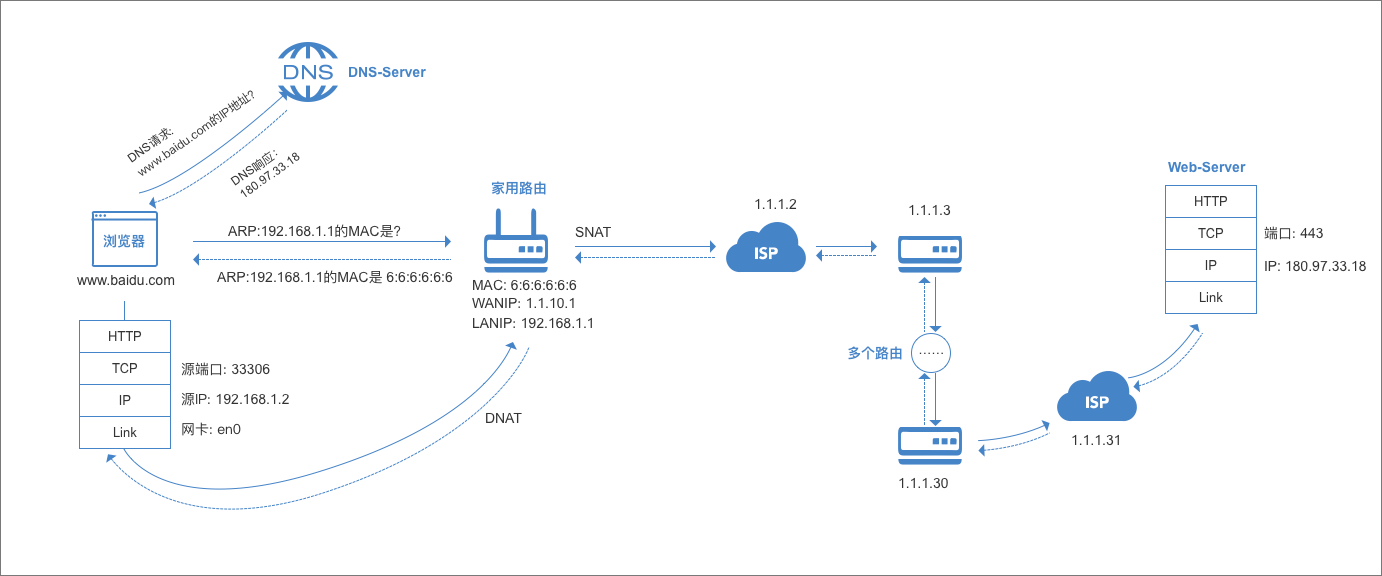 DNS
DNS-Server
DNS请求:
www.baidu.com的IP地址?
DNS响应:
180.97.33.18
浏览器
www.baidu.com
ARP:192.168.1.1的MAC是?
ARP:192.168.1.1的MAC是 6:6:6:6:6:6
家用路由
MAC: 6:6:6:6:6:6
WANIP: 1.1.10.1
LANIP: 192.168.1.1
SNAT
DNAT
HTTP
TCP
IP
Link
源端口: 33306
源IP: 192.168.1.2
网卡: en0
1.1.1.2
ISP
1.1.1.3
多个路由
······
1.1.1.30
ISP
1.1.1.31
Web-Server
HTTP
TCP
IP
Link
端口: 443
IP: 180.97.33.18